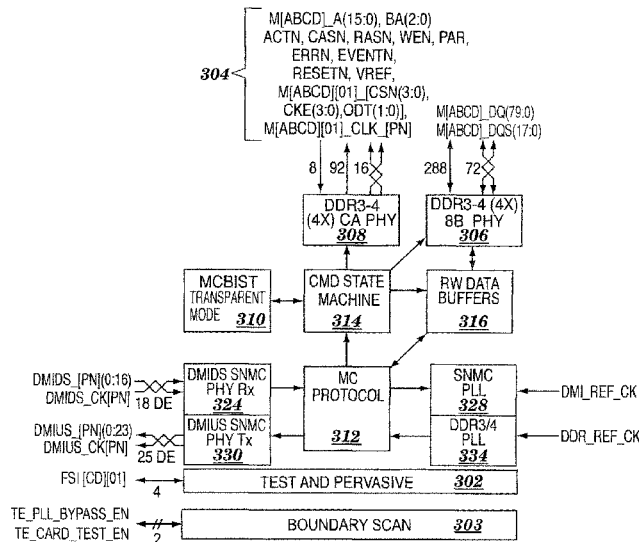 M[ABCD]_A(15:0), BA(2:0)
ACTN, CASN, RASN, WEN, PAR,
ERRN, EVENTN,
RESETN, VREF,
M[ABCD][01]_[CSN(3:0),
CKE(3:0),ODT(1:0)],
M[ABCD][01]_CLK_[PN]
304
M[ABCD]_DQ(79:0)
M[ABCD]_DQS(17:0)
8
92
16
288
72
DDR3-4
(4X) CA PHY
308
DDR3-4 (4X)
8B PHY
306
MCBIST
TRANSPARENT
MODE
310
CMD STATE
MACHINE
314
RW DATA
BUFFERS
316
DMIDS_[PN](0:16)
DMIDS_CK[PN]
18 DE
DMIDS SNMC
PHY Rx
324
MC
PROTOCOL
312
SNMC
PLL
328
DMI_REF_CK
DMIUS_[PN](0:23)
DMIUS_CK[PN]
25 DE
DMIUS SNMC
PHY Tx
330
DDR3/4
PLL
334
DDR_REF_CK
FSI [CD][01]
4
TEST AND PERVASIVE 302
TE_PLL_BYPASS_EN
TE_CARD_TEST_EN
2
BOUNDARY SCAN 303